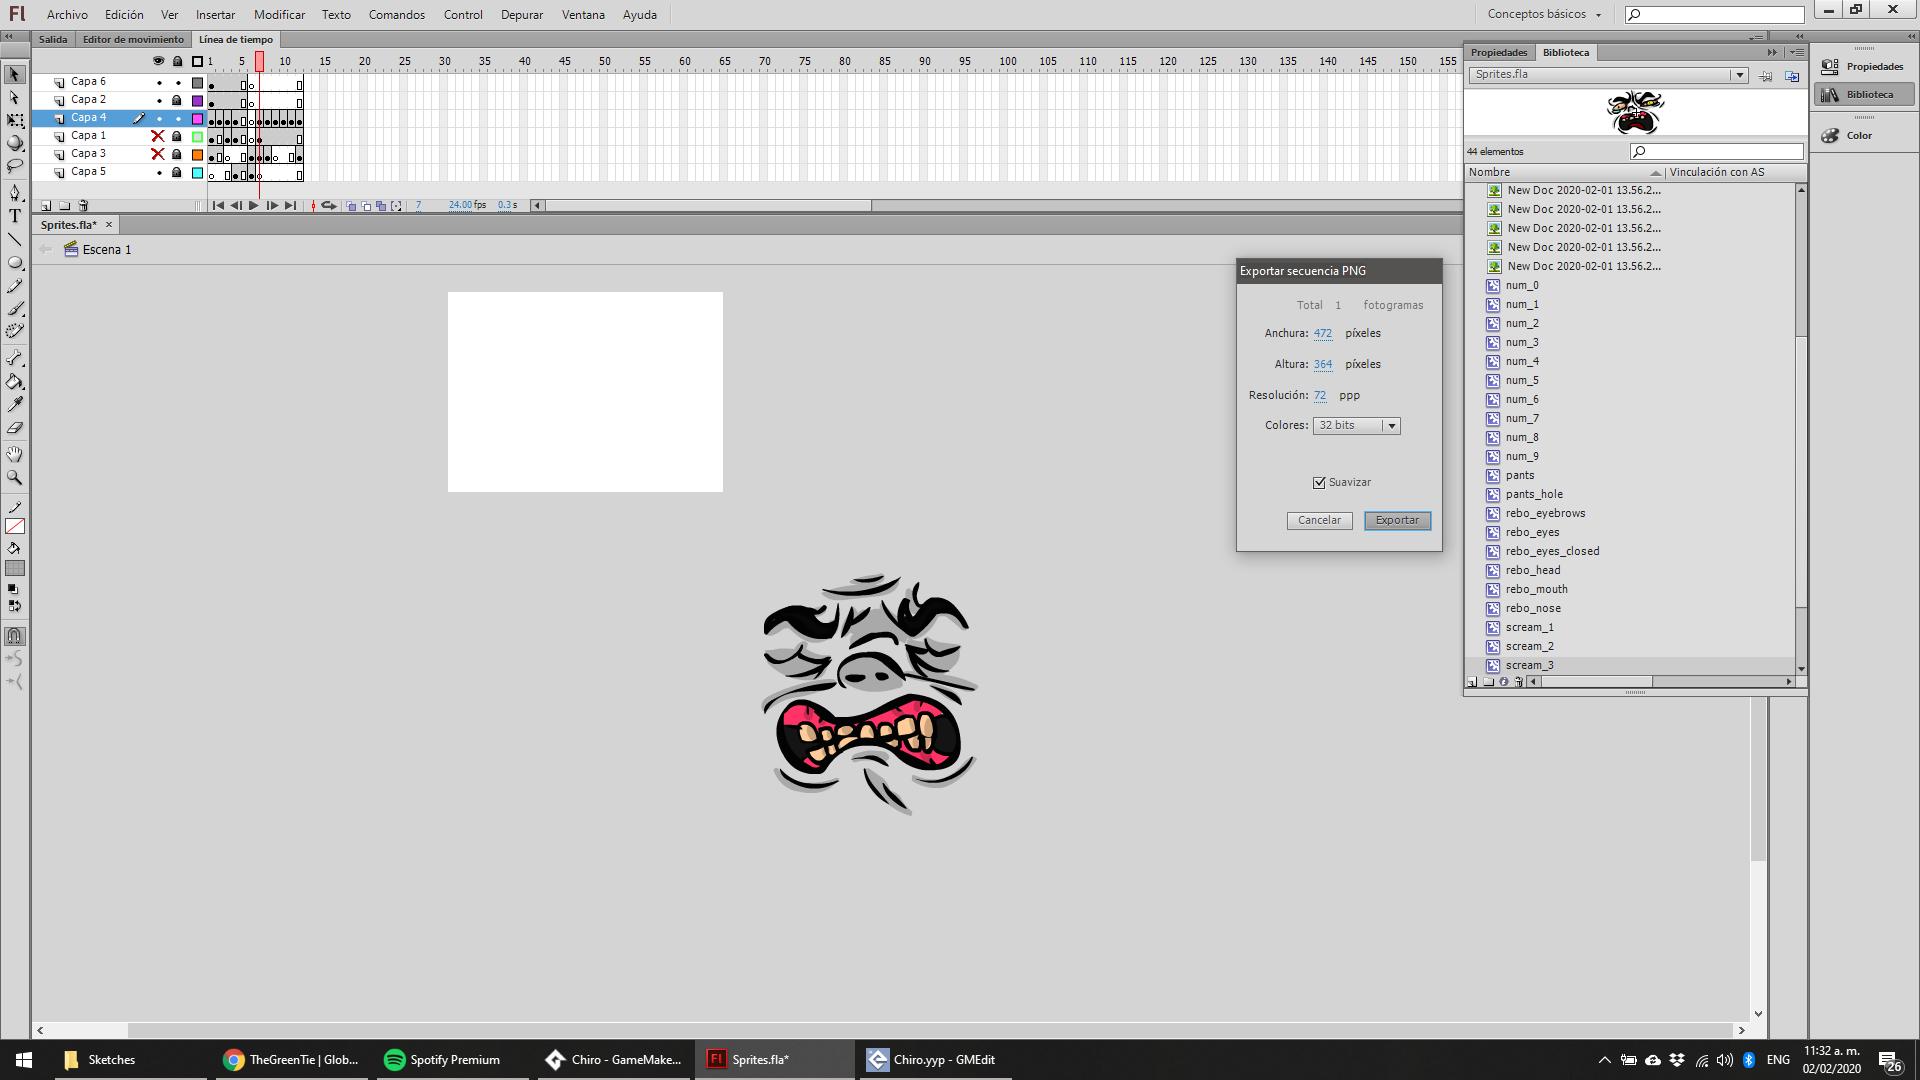 Fl Archivo Edición Ver Insertar Modificar Texto Comandos Control Depurar Ventana Ayuda Conceptos básicos
Salida Editor de movimiento Línea de tiempo
1 5 10 15 20 25 30 35 40 45 50 55 60 65 70 75 80 85 90 95 100 105 110 115 120 125 130 135 140 145 150 155
Capa 6
Capa 2
Capa 4
Capa 1
Capa 3
Capa 5
7 24.00 fps 0.3 s
Sprites.fla* ×
Escena 1
Exportar secuencia PNG
Total 1 fotogramas
Anchura: 472 píxeles
Altura: 364 píxeles
Resolución: 72 ppp
Colores: 32 bits
Suavizar
Cancelar Exportar
Propiedades Biblioteca
Sprites.fla
44 elementos
Nombre Vinculación con AS
New Doc 2020-02-01 13.56.2...
New Doc 2020-02-01 13.56.2...
New Doc 2020-02-01 13.56.2...
New Doc 2020-02-01 13.56.2...
New Doc 2020-02-01 13.56.2...
num_0
num_1
num_2
num_3
num_4
num_5
num_6
num_7
num_8
num_9
pants
pants_hole
rebo_eyebrows
rebo_eyes
rebo_eyes_closed
rebo_head
rebo_mouth
rebo_nose
scream_1
scream_2
scream_3
Propiedades
Biblioteca
Color
Sketches TheGreenTie | Glob... Spotify Premium Chiro - GameMake... Fl Sprites.fla* Chiro.yyp - GMEdit ENG
11:32 a. m.
02/02/2020
26